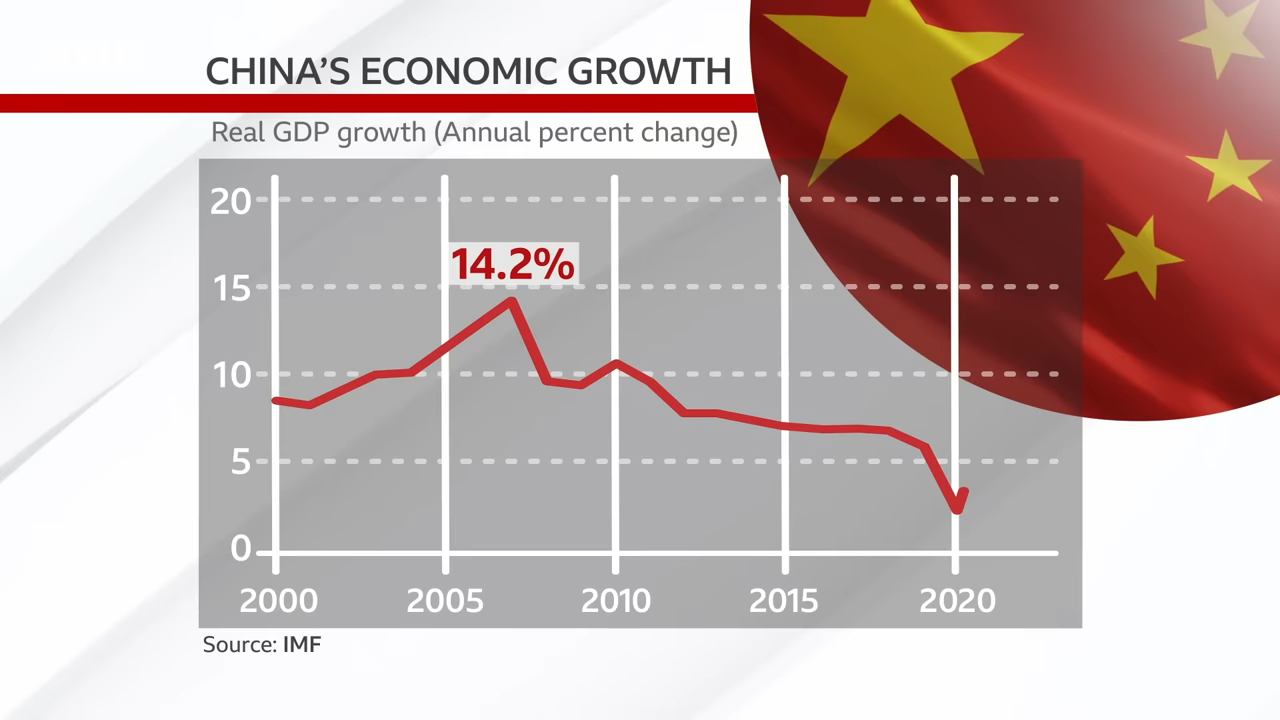 CHINA’S ECONOMIC GROWTH
Real GDP growth (Annual percent change)
20
14.2%
15
10
5
0
2000 2005 2010 2015 2020
Source: IMF